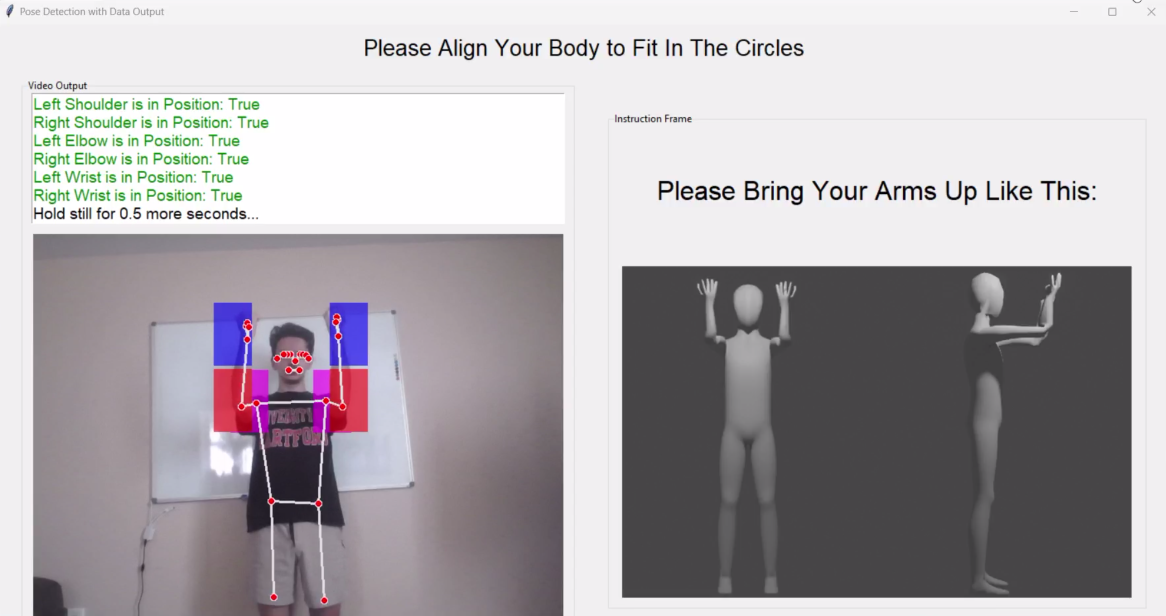 Pose Detection with Data Output
Please Align Your Body to Fit In The Circles
Video Output
Left Shoulder is in Position: True
Right Shoulder is in Position: True
Left Elbow is in Position: True
Right Elbow is in Position: True
Left Wrist is in Position: True
Right Wrist is in Position: True
Hold still for 0.5 more seconds...
Instruction Frame
Please Bring Your Arms Up Like This: